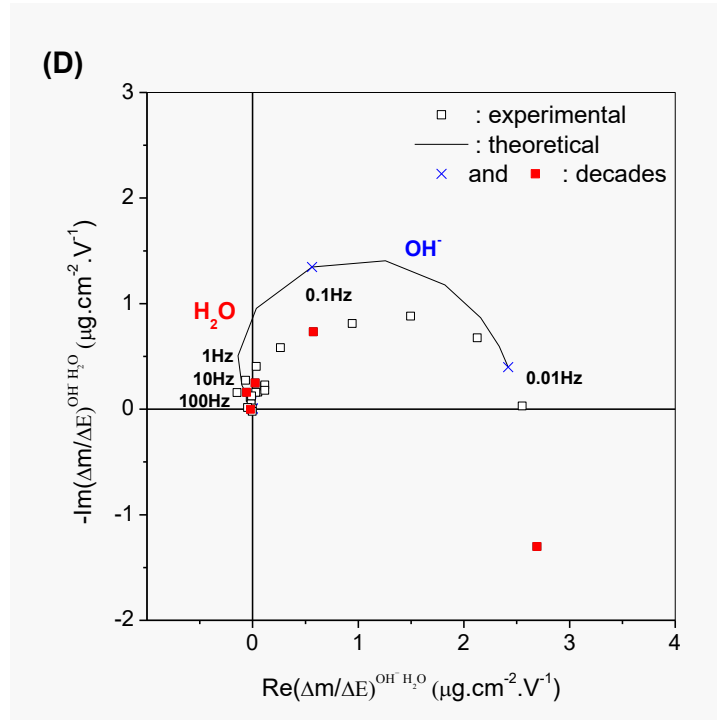 (D)
3
2
1
0
-1
-2
0
1
2
3
4
: experimental
: theoretical
and : decades
OH⁻
H₂O
0.1Hz
1Hz
10Hz
100Hz
0.01Hz
-Im(Δm/ΔE)^OH⁻ H₂O (μg.cm⁻².V⁻¹)
Re(Δm/ΔE)^OH⁻ H₂O (μg.cm⁻².V⁻¹)